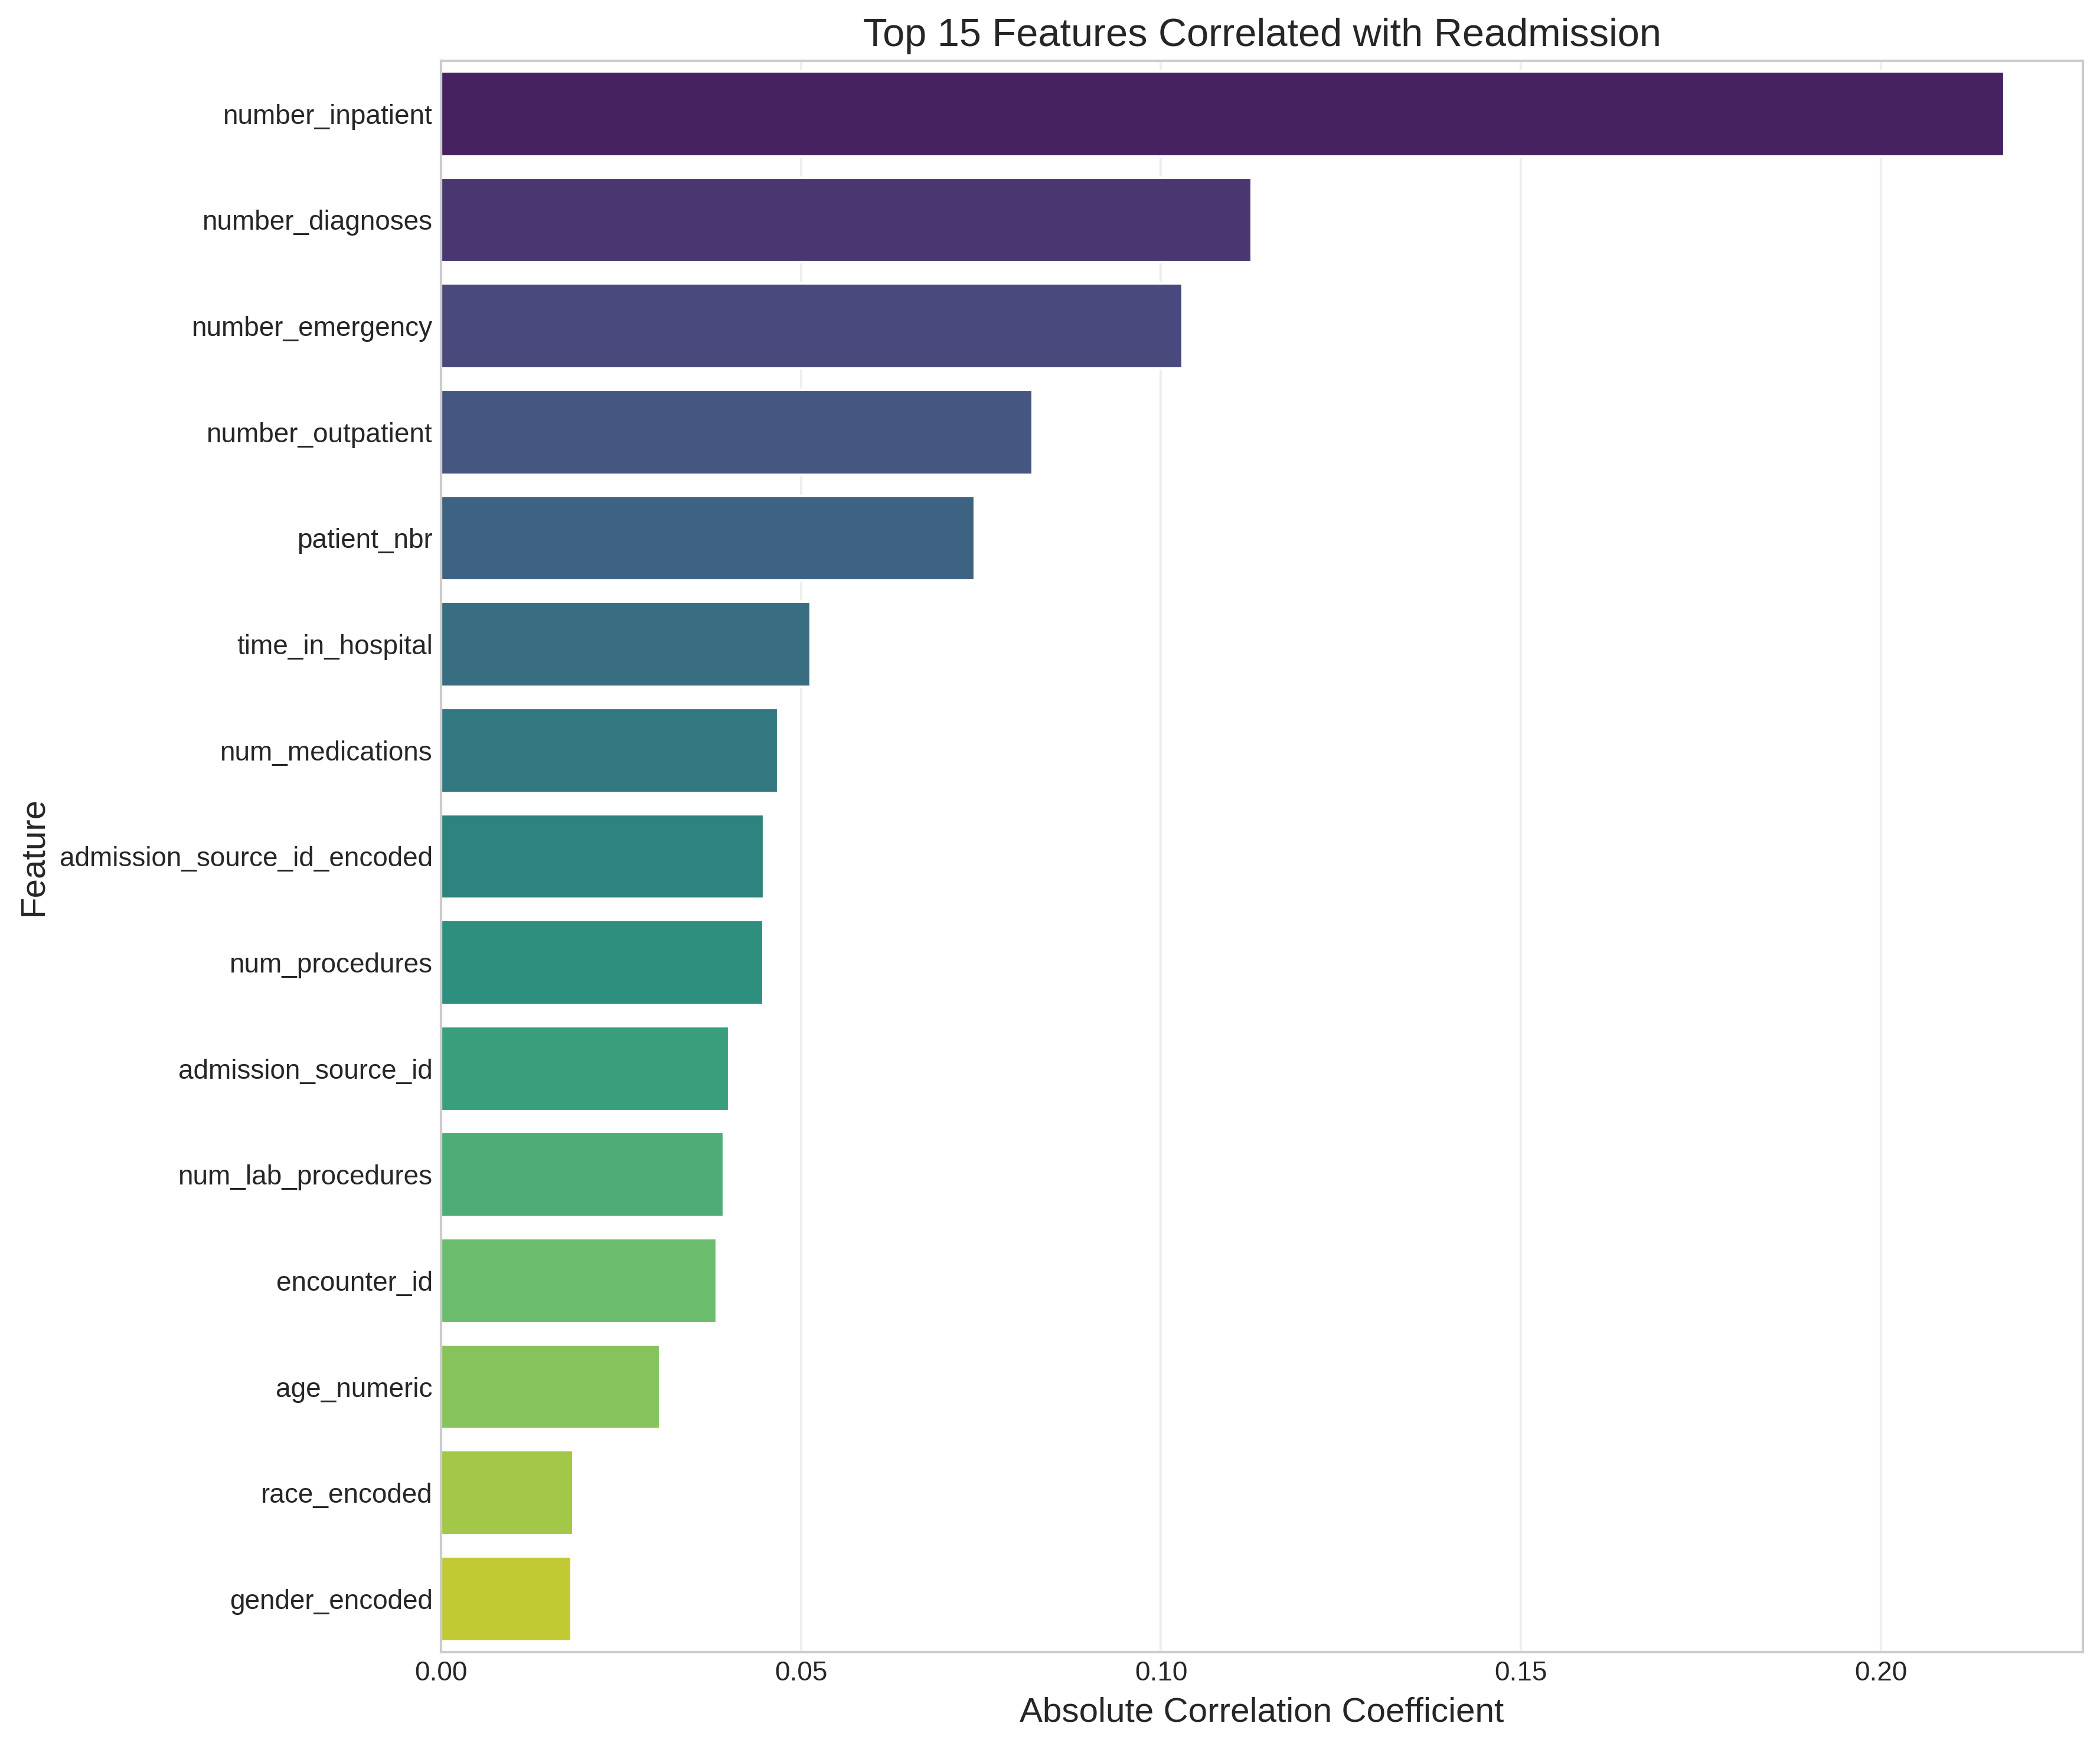 Top 15 Features Correlated with Readmission
Feature
number_inpatient
number_diagnoses
number_emergency
number_outpatient
patient_nbr
time_in_hospital
num_medications
admission_source_id_encoded
num_procedures
admission_source_id
num_lab_procedures
encounter_id
age_numeric
race_encoded
gender_encoded
0.00 0.05 0.10 0.15 0.20
Absolute Correlation Coefficient